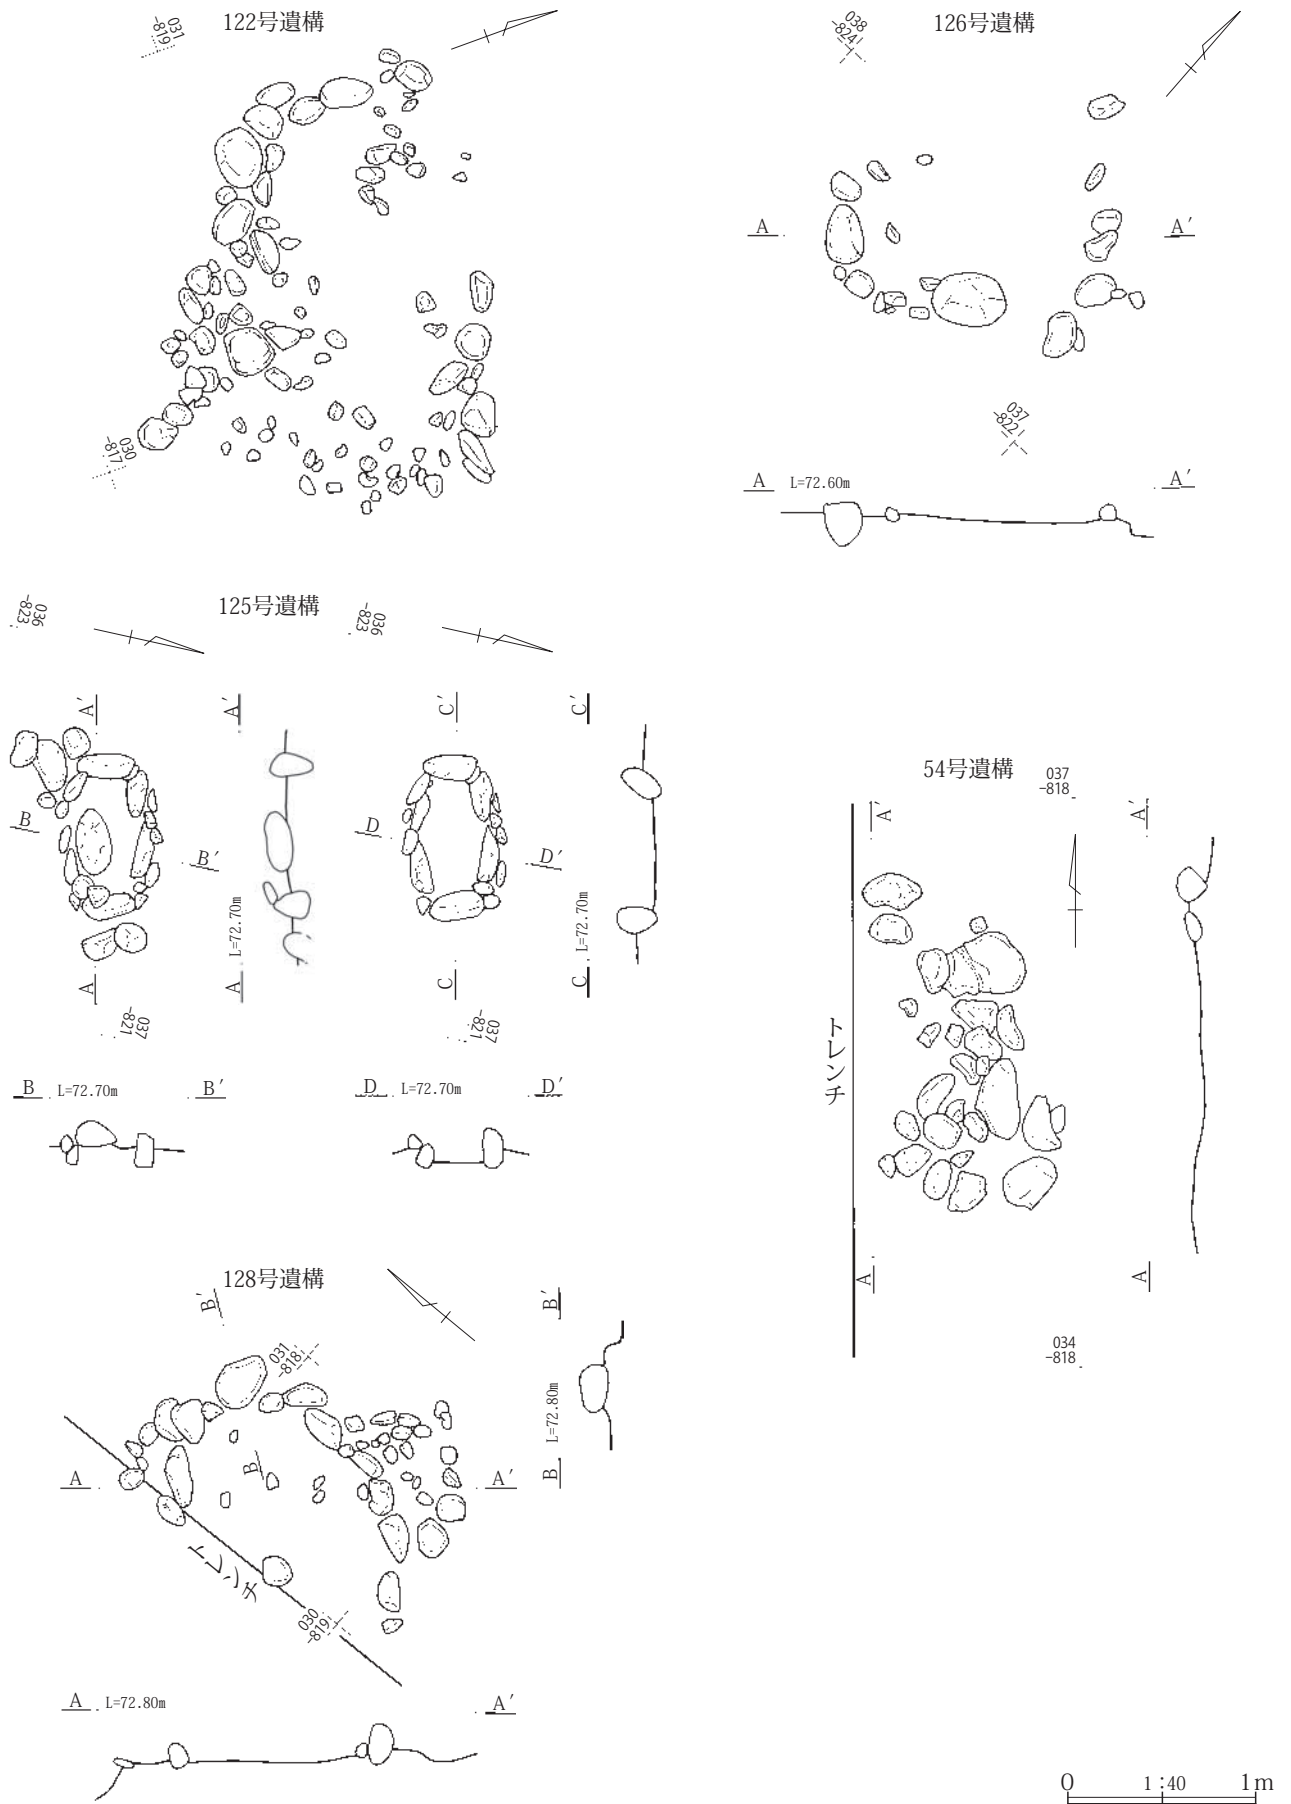 122号遺構
031
-819
030
-817
126号遺構
038
-824
A
A′
037
-822
A L=72.60m A′
125号遺構
036
-823
A′
A′
B
B′
A
L=72.70m
A
037
-821
B L=72.70m B′
036
-823
C′
C′
D
D′
C
L=72.70m
C
037
-821
D L=72.70m D′
54号遺構
037
-818
A′
A′
トレンチ
A
A
034
-818
128号遺構
B′
031
-818
B′
L=72.80m
B
B
A
A′
トレンチ
030
-819
A L=72.80m A′
0 1:40 1m